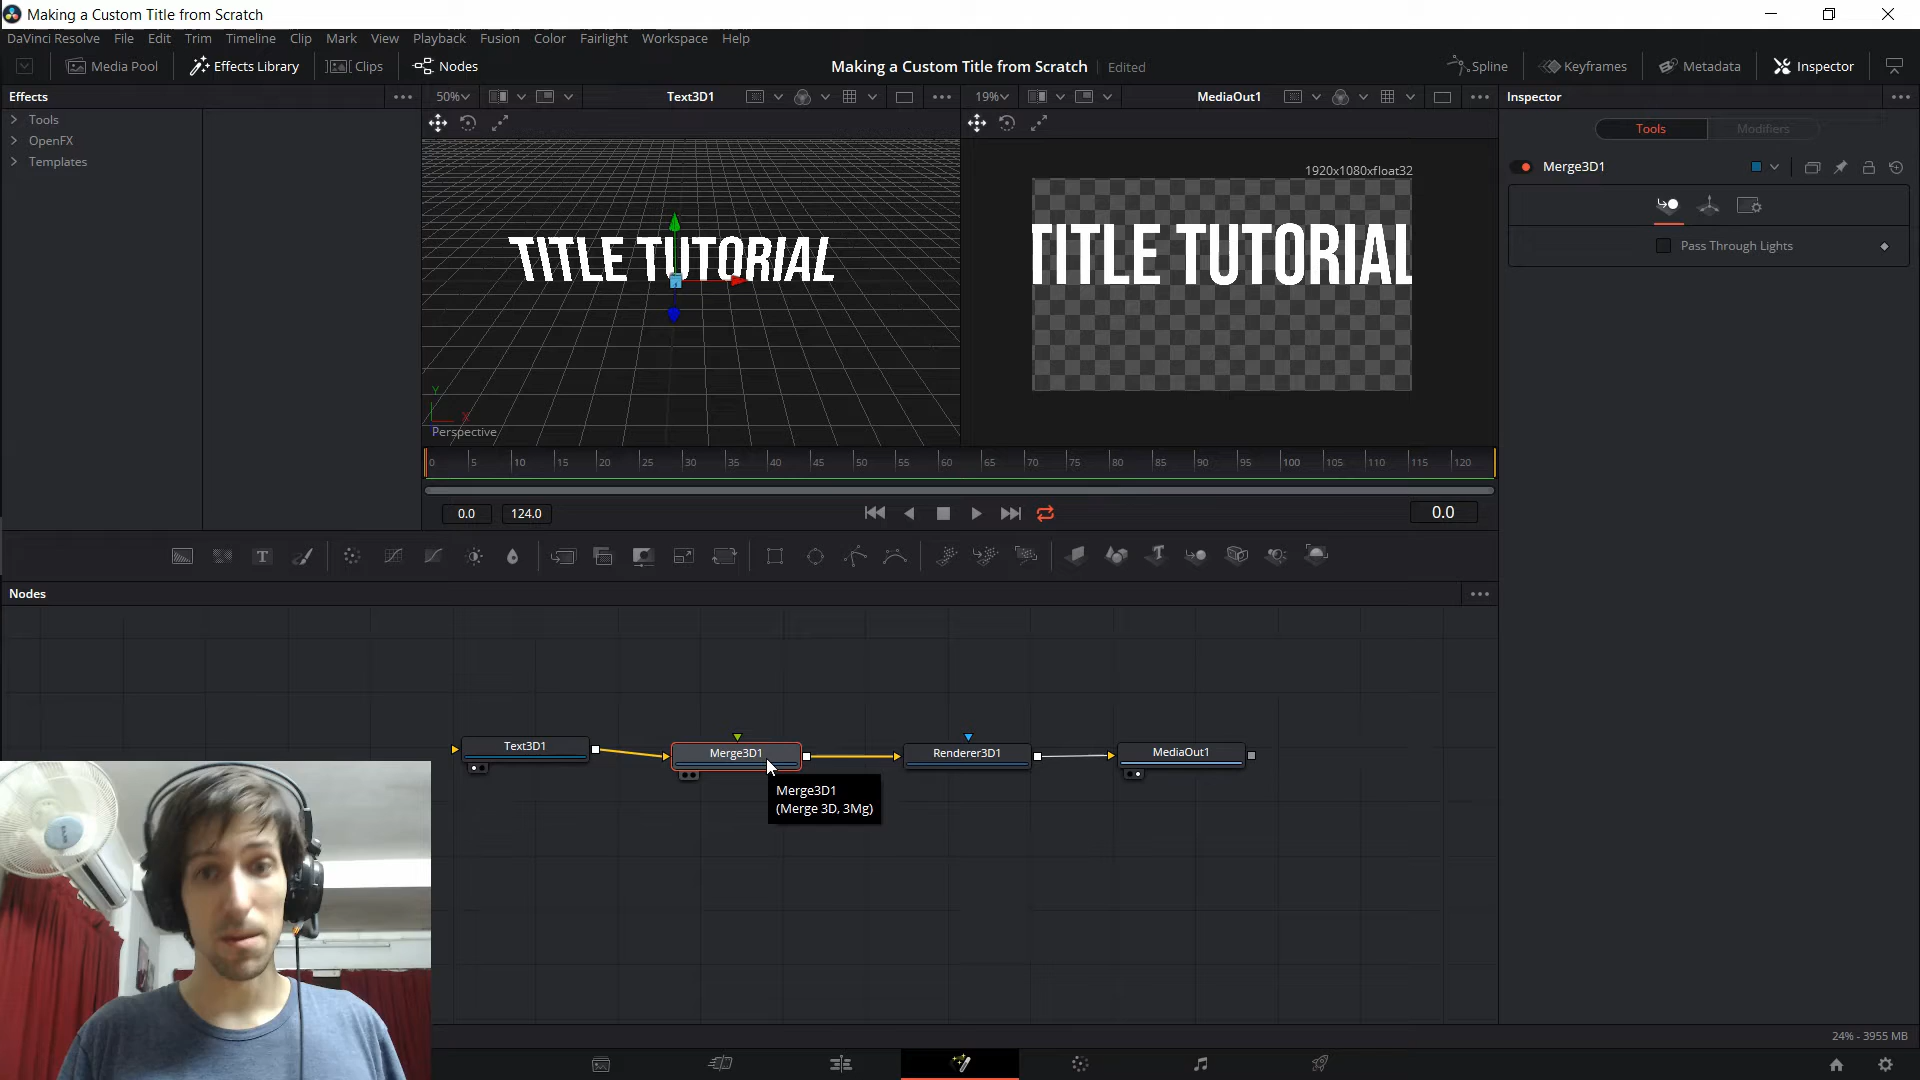 Making a Custom Title from Scratch
DaVinci Resolve File Edit Trim Timeline Clip Mark View Playback Fusion Color Fairlight Workspace Help
Media Pool Effects Library Clips Nodes Making a Custom Title from Scratch Edited Spline Keyframes Metadata Inspector
Effects 50% Text3D1 19% MediaOut1 Inspector
Tools
OpenFX
Templates
Tools Modifiers
Merge3D1
1920x1080xfloat32
Pass Through Lights
TITLE TUTORIAL
TITLE TUTORIAL
Y
X
Perspective
0 5 10 15 20 25 30 35 40 45 50 55 60 65 70 75 80 85 90 95 100 105 110 115 120
0.0 124.0 0.0
T
T
Nodes
Text3D1 Merge3D1 Renderer3D1 MediaOut1
Merge3D1
(Merge 3D, 3Mg)
24% - 3955 MB